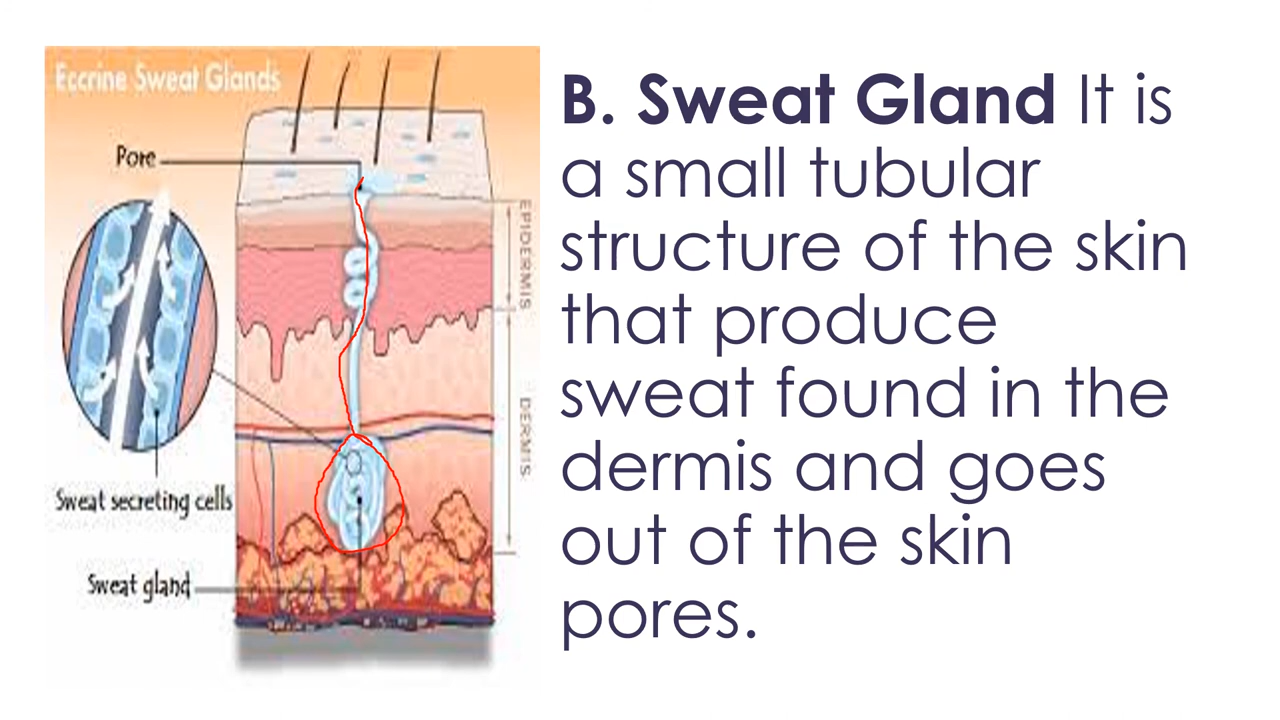 Eccrine Sweat Glands
Pore
EPIDERMIS
DERMIS
Sweat secreting cells
Sweat gland
B. Sweat Gland It is
a small tubular
structure of the skin
that produce
sweat found in the
dermis and goes
out of the skin
pores.